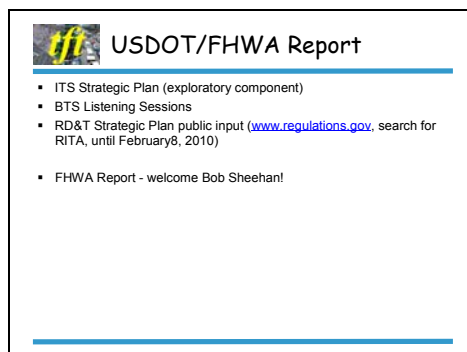 tft USDOT/FHWA Report
▪ ITS Strategic Plan (exploratory component)
▪ BTS Listening Sessions
▪ RD&T Strategic Plan public input (www.regulations.gov, search for
RITA, until February8, 2010)
▪ FHWA Report - welcome Bob Sheehan!